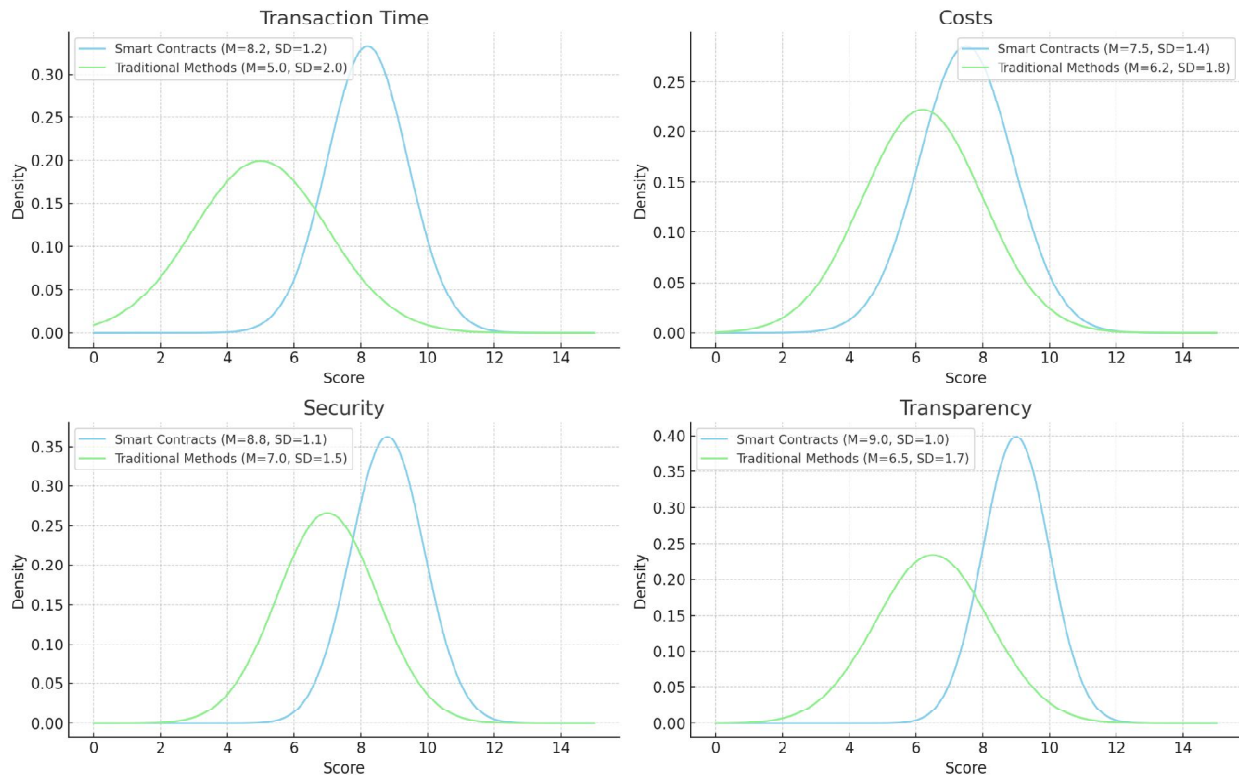 Transaction Time
Smart Contracts (M=8.2, SD=1.2)
Traditional Methods (M=5.0, SD=2.0)
0.30
0.25
0.20
0.15
0.10
0.05
0.00
Density
0 2 4 6 8 10 12 14
Score
Costs
Smart Contracts (M=7.5, SD=1.4)
Traditional Methods (M=6.2, SD=1.8)
0.25
0.20
0.15
0.10
0.05
0.00
Density
0 2 4 6 8 10 12 14
Score
Security
Smart Contracts (M=8.8, SD=1.1)
Traditional Methods (M=7.0, SD=1.5)
0.35
0.30
0.25
0.20
0.15
0.10
0.05
0.00
Density
0 2 4 6 8 10 12 14
Score
Transparency
Smart Contracts (M=9.0, SD=1.0)
Traditional Methods (M=6.5, SD=1.7)
0.40
0.35
0.30
0.25
0.20
0.15
0.10
0.05
0.00
Density
0 2 4 6 8 10 12 14
Score